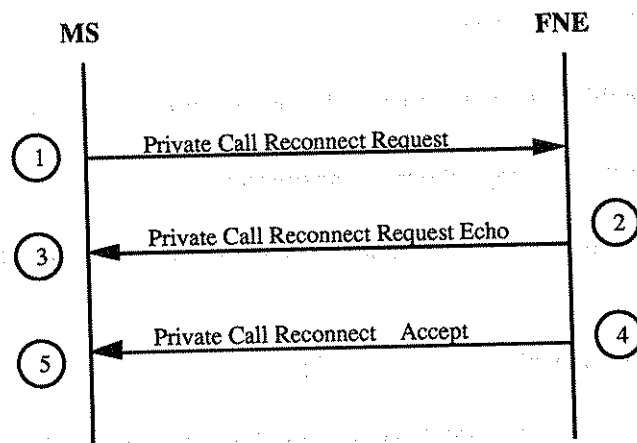 MS FNE
1 Private Call Reconnect Request
2
3 Private Call Reconnect Request Echo
4
5 Private Call Reconnect Accept